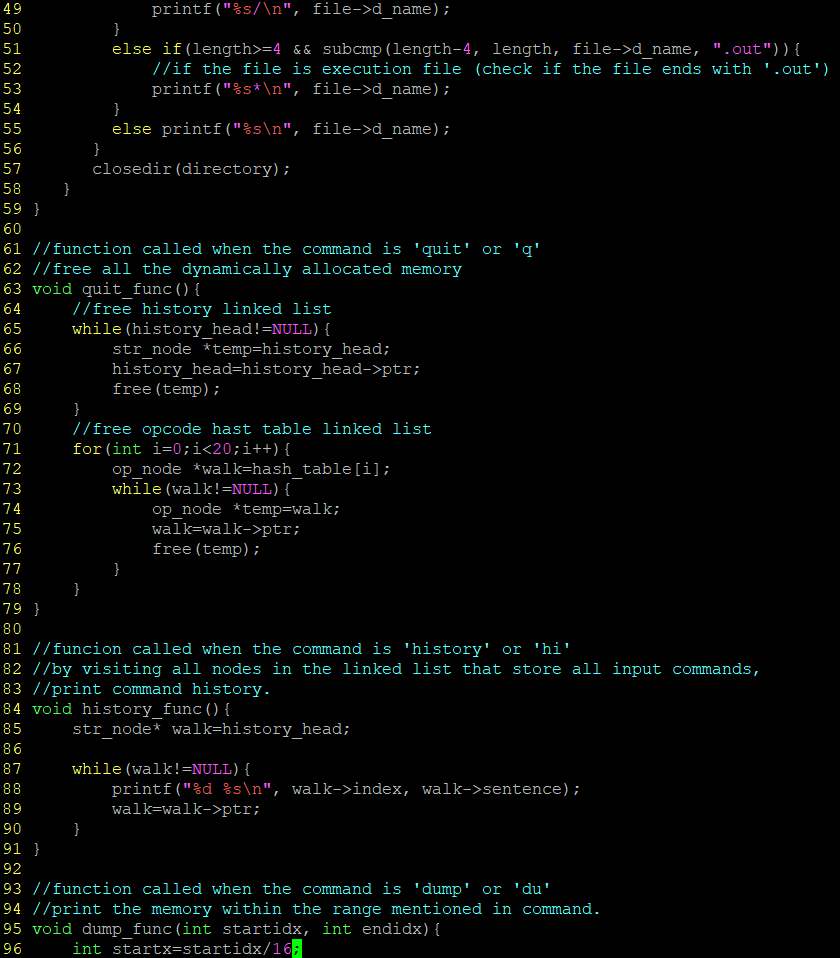 49             printf("%s/\n", file->d_name);
50         }
51         else if(length>=4 && subcmp(length-4, length, file->d_name, ".out")){
52             //if the file is execution file (check if the file ends with '.out')
53             printf("%s*\n", file->d_name);
54         }
55         else printf("%s\n", file->d_name);
56       }
57       closedir(directory);
58    }
59 }
60
61 //function called when the command is 'quit' or 'q'
62 //free all the dynamically allocated memory
63 void quit_func(){
64     //free history linked list
65     while(history_head!=NULL){
66         str_node *temp=history_head;
67         history_head=history_head->ptr;
68         free(temp);
69     }
70     //free opcode hast table linked list
71     for(int i=0;i<20;i++){
72         op_node *walk=hash_table[i];
73         while(walk!=NULL){
74             op_node *temp=walk;
75             walk=walk->ptr;
76             free(temp);
77         }
78     }
79 }
80
81 //funcion called when the command is 'history' or 'hi'
82 //by visiting all nodes in the linked list that store all input commands,
83 //print command history.
84 void history_func(){
85     str_node* walk=history_head;
86
87     while(walk!=NULL){
88         printf("%d %s\n", walk->index, walk->sentence);
89         walk=walk->ptr;
90     }
91 }
92
93 //function called when the command is 'dump' or 'du'
94 //print the memory within the range mentioned in command.
95 void dump_func(int startidx, int endidx){
96     int startx=startidx/16;